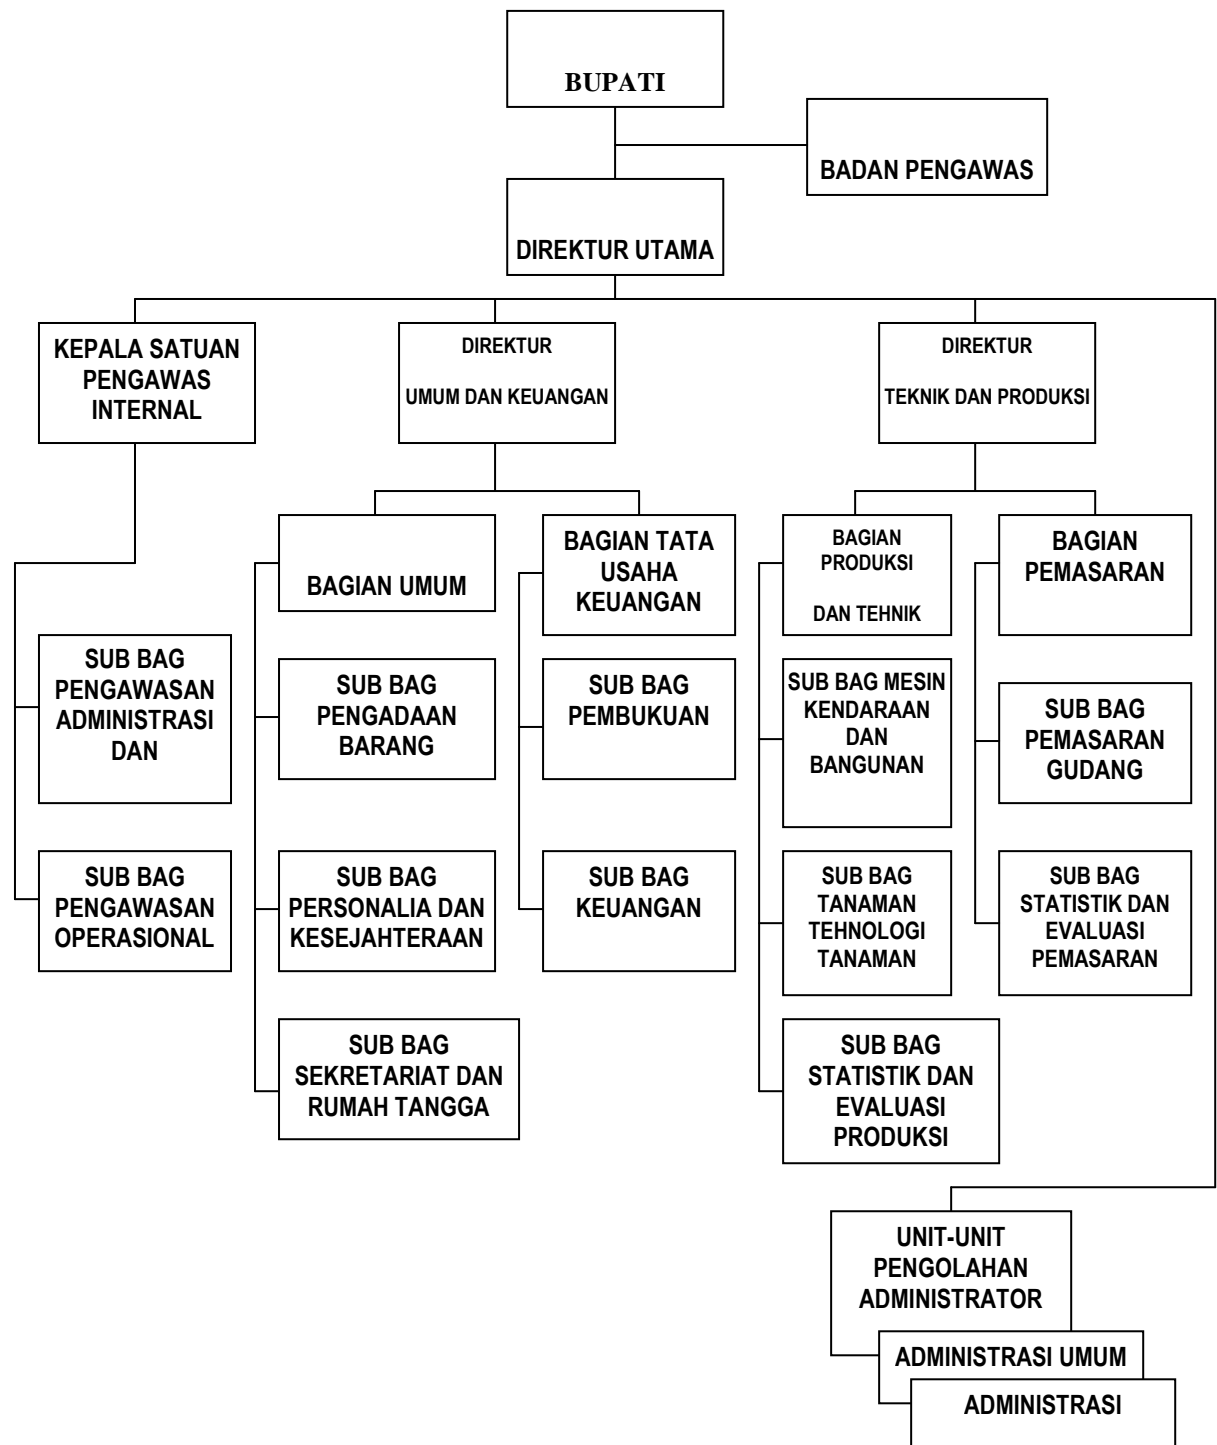 BUPATI
BADAN PENGAWAS
DIREKTUR UTAMA
KEPALA SATUAN
PENGAWAS
INTERNAL
DIREKTUR
UMUM DAN KEUANGAN
DIREKTUR
TEKNIK DAN PRODUKSI
BAGIAN UMUM
BAGIAN TATA
USAHA
KEUANGAN
BAGIAN
PRODUKSI
DAN TEHNIK
BAGIAN
PEMASARAN
SUB BAG
PENGAWASAN
ADMINISTRASI
DAN
SUB BAG
PENGADAAN
BARANG
SUB BAG
PEMBUKUAN
SUB BAG MESIN
KENDARAAN
DAN
BANGUNAN
SUB BAG
PEMASARAN
GUDANG
SUB BAG
PENGAWASAN
OPERASIONAL
SUB BAG
PERSONALIA DAN
KESEJAHTERAAN
SUB BAG
KEUANGAN
SUB BAG
TANAMAN
TEHNOLOGI
TANAMAN
SUB BAG
STATISTIK DAN
EVALUASI
PEMASARAN
SUB BAG
SEKRETARIAT DAN
RUMAH TANGGA
SUB BAG
STATISTIK DAN
EVALUASI
PRODUKSI
UNIT-UNIT
PENGOLAHAN
ADMINISTRATOR
ADMINISTRASI UMUM
ADMINISTRASI